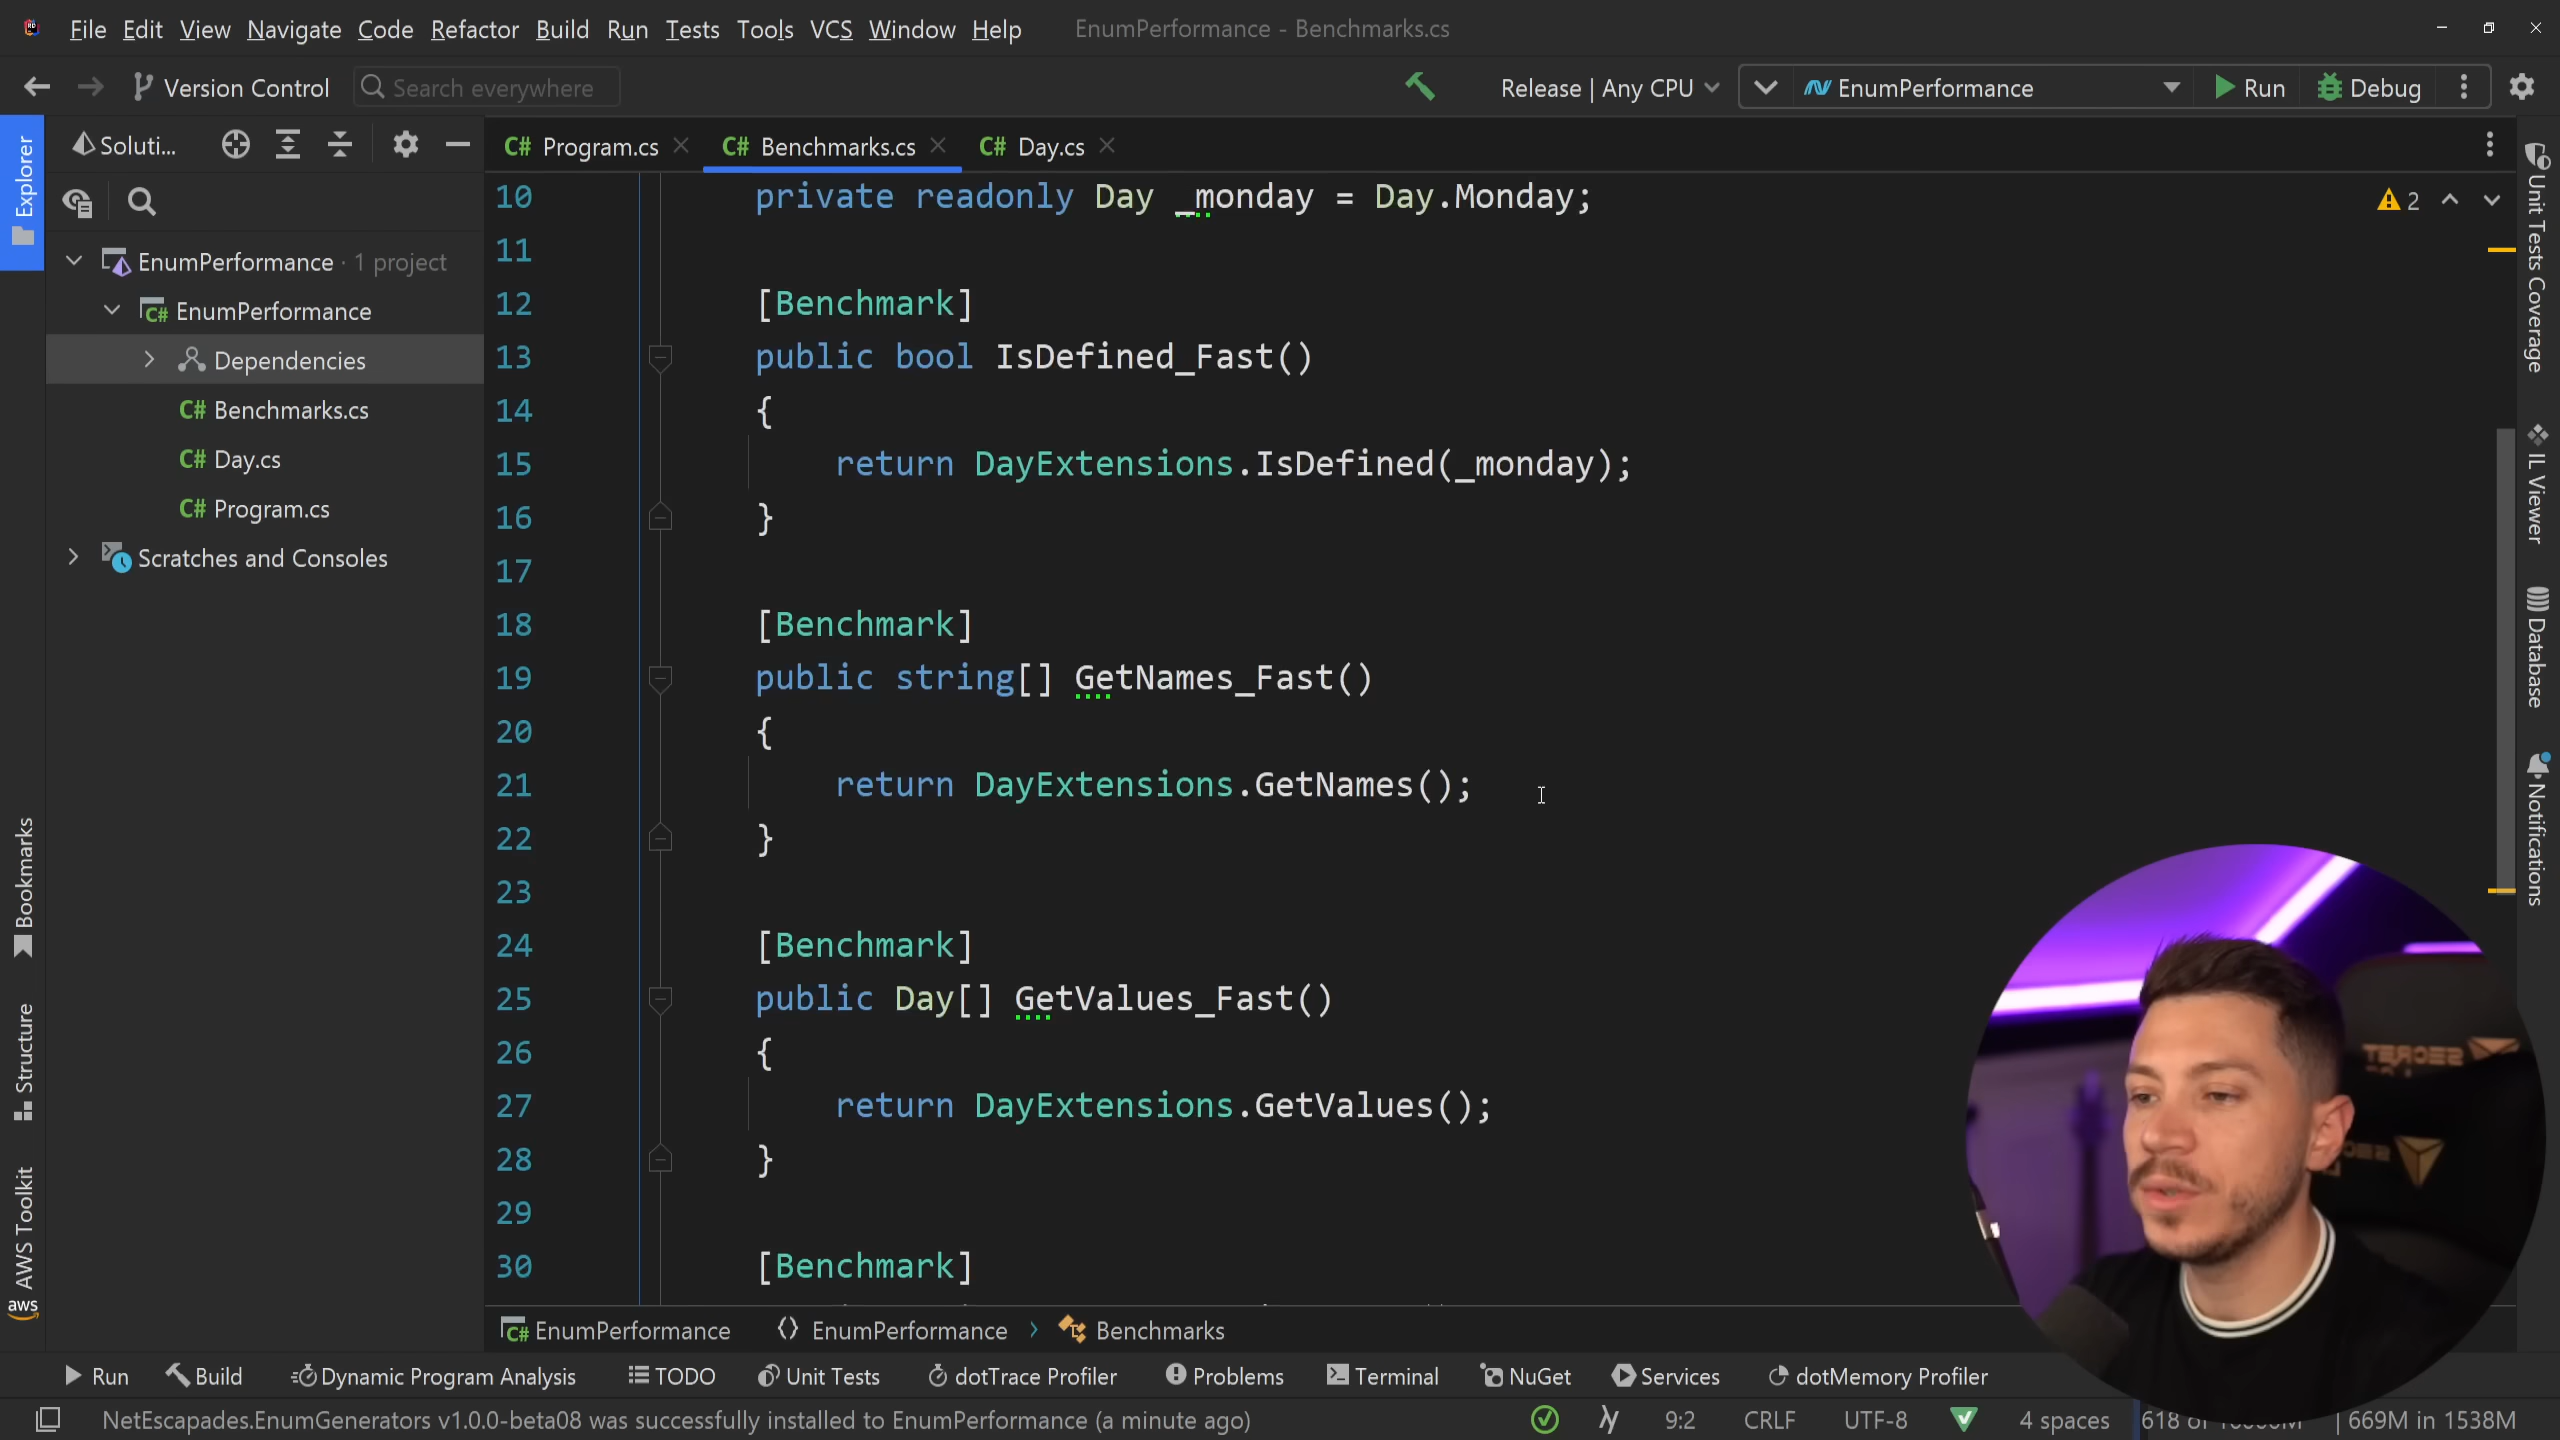 File Edit View Navigate Code Refactor Build Run Tests Tools VCS Window Help EnumPerformance - Benchmarks.cs
Version Control Search everywhere Release | Any CPU EnumPerformance Run Debug
Soluti... C# Program.cs C# Benchmarks.cs C# Day.cs
Explorer
EnumPerformance · 1 project
C# EnumPerformance
Dependencies
C# Benchmarks.cs
C# Day.cs
C# Program.cs
Scratches and Consoles
Bookmarks
Structure
AWS Toolkit
aws
10 private readonly Day _monday = Day.Monday;
11
12 [Benchmark]
13 public bool IsDefined_Fast()
14 {
15 return DayExtensions.IsDefined(_monday);
16 }
17
18 [Benchmark]
19 public string[] GetNames_Fast()
20 {
21 return DayExtensions.GetNames();
22 }
23
24 [Benchmark]
25 public Day[] GetValues_Fast()
26 {
27 return DayExtensions.GetValues();
28 }
29
30 [Benchmark]
2
Unit Tests Coverage
IL Viewer
Database
Notifications
SECRET
C# EnumPerformance EnumPerformance Benchmarks
Run Build Dynamic Program Analysis TODO Unit Tests dotTrace Profiler Problems Terminal NuGet Services dotMemory Profiler
NetEscapades.EnumGenerators v1.0.0-beta08 was successfully installed to EnumPerformance (a minute ago) 9:2 CRLF UTF-8 4 spaces 618 of 669M in 1538M